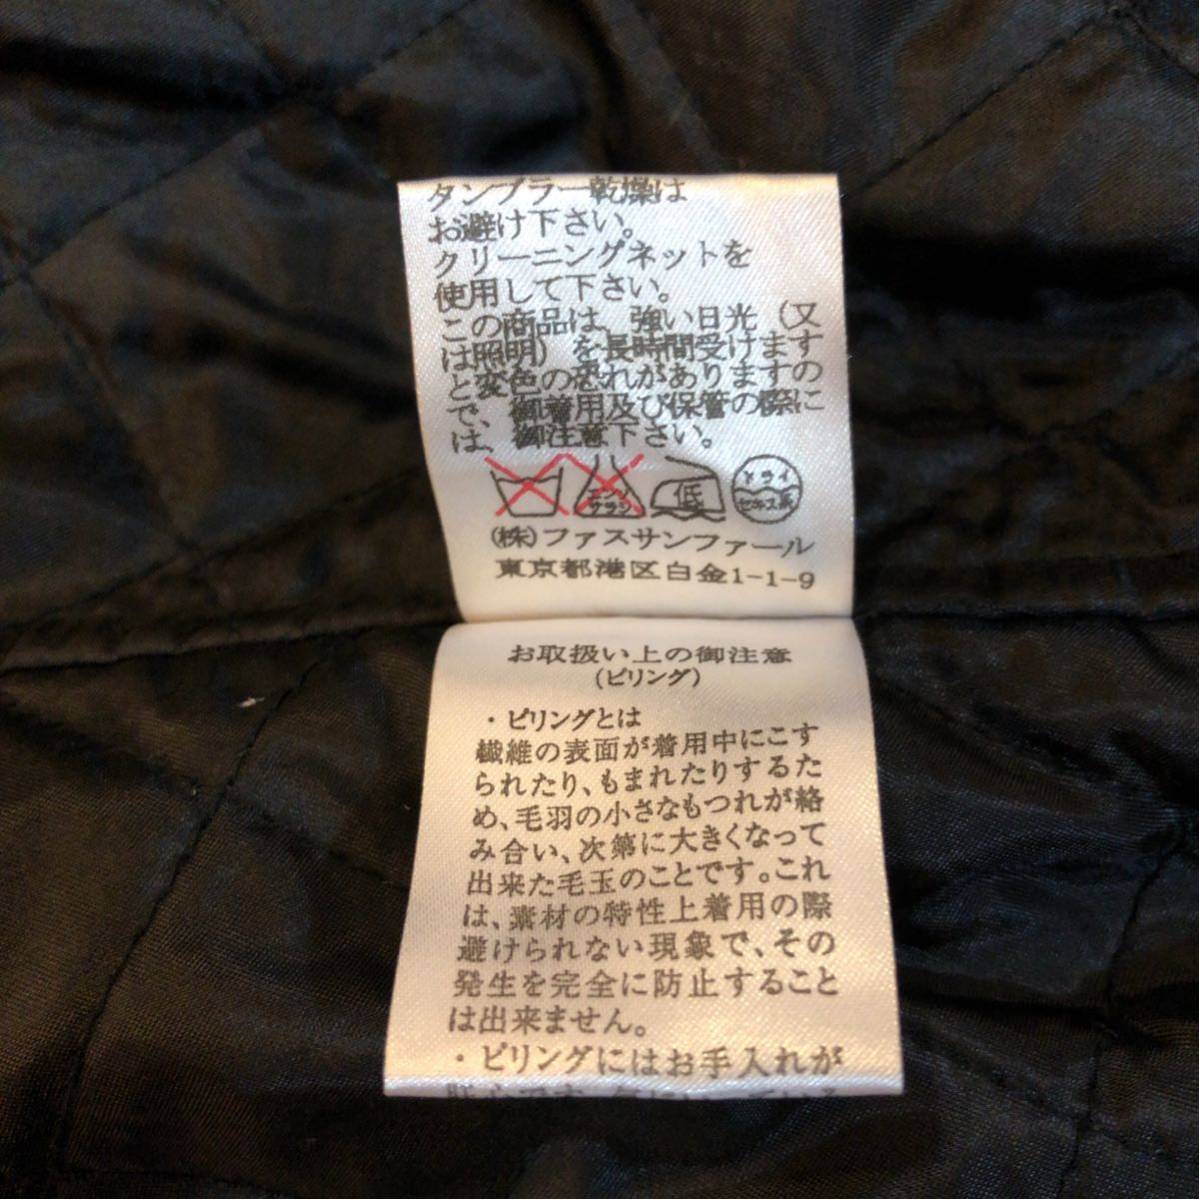 タンブラー乾燥は
お避け下さい。
クリーニングネットを
使用して下さい。
この商品は、強い日光（又
は照明）を長時間受けます
と変色の恐れがありますの
で、御着用及び保管の際に
は、御注意下さい。
エンソ サラシ 低 ドライ セキユ系
(株)ファスサンファール
東京都港区白金1-1-9
お取扱い上の御注意
(ピリング)
・ピリングとは
繊維の表面が着用中にこす
られたり、もまれたりするた
め、毛羽の小さなもつれが絡
み合い、次第に大きくなって
出来た毛玉のことです。これ
は、素材の特性上着用の際
避けられない現象で、その
発生を完全に防止すること
は出来ません。
・ピリングにはお手入れが